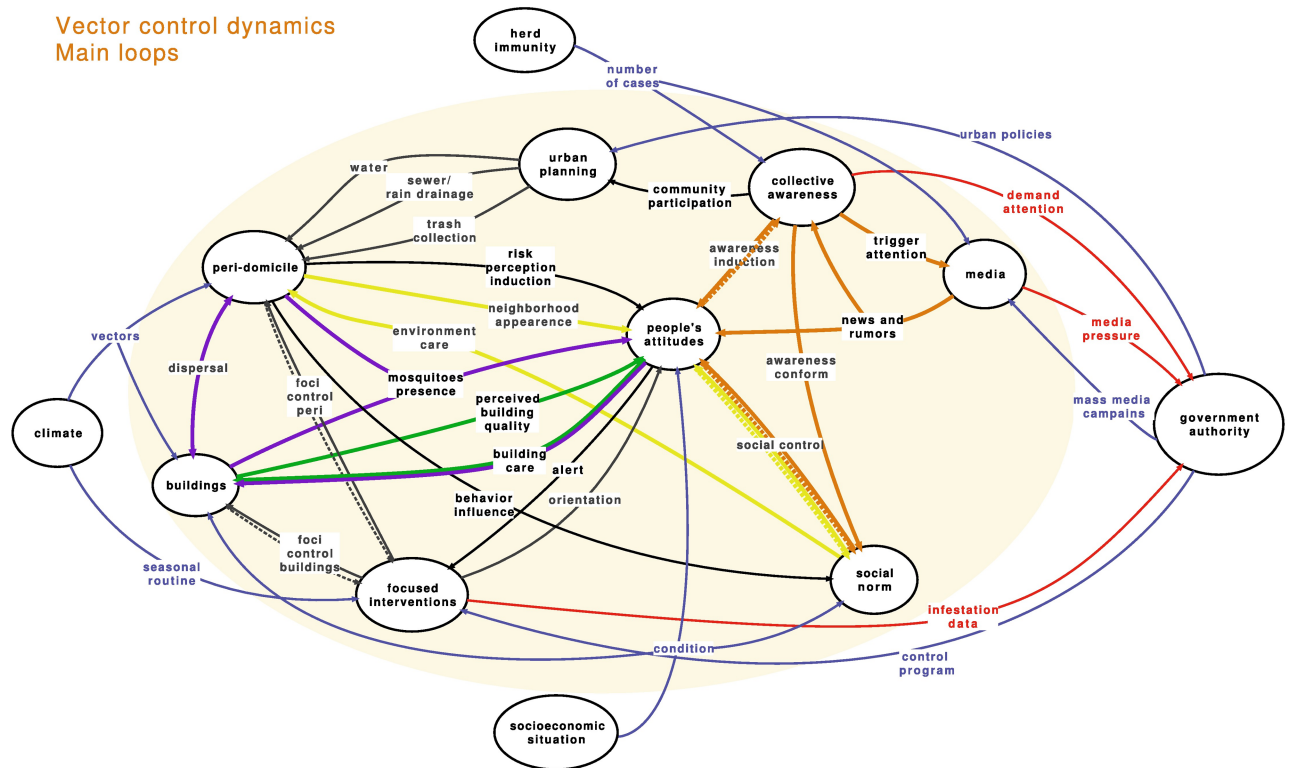 Vector control dynamics
Main loops
herd
immunity
number
of cases
urban policies
urban
planning
water
sewer/
rain drainage
trash
collection
community
participation
collective
awareness
demand
attention
trigger
attention
awareness
induction
peri-domicile
risk
perception
induction
media
neighborhood
appearence
people's
attitudes
news and
rumors
media
pressure
vectors
environment
care
dispersal
foci
control
peri
mosquitoes
presence
awareness
conform
mass media
campains
government
authority
climate
perceived
building
quality
social control
building
care
alert
buildings
behavior
influence
orientation
foci
control
buildings
seasonal
routine
focused
interventions
social
norm
infestation
data
condition
control
program
socioeconomic
situation